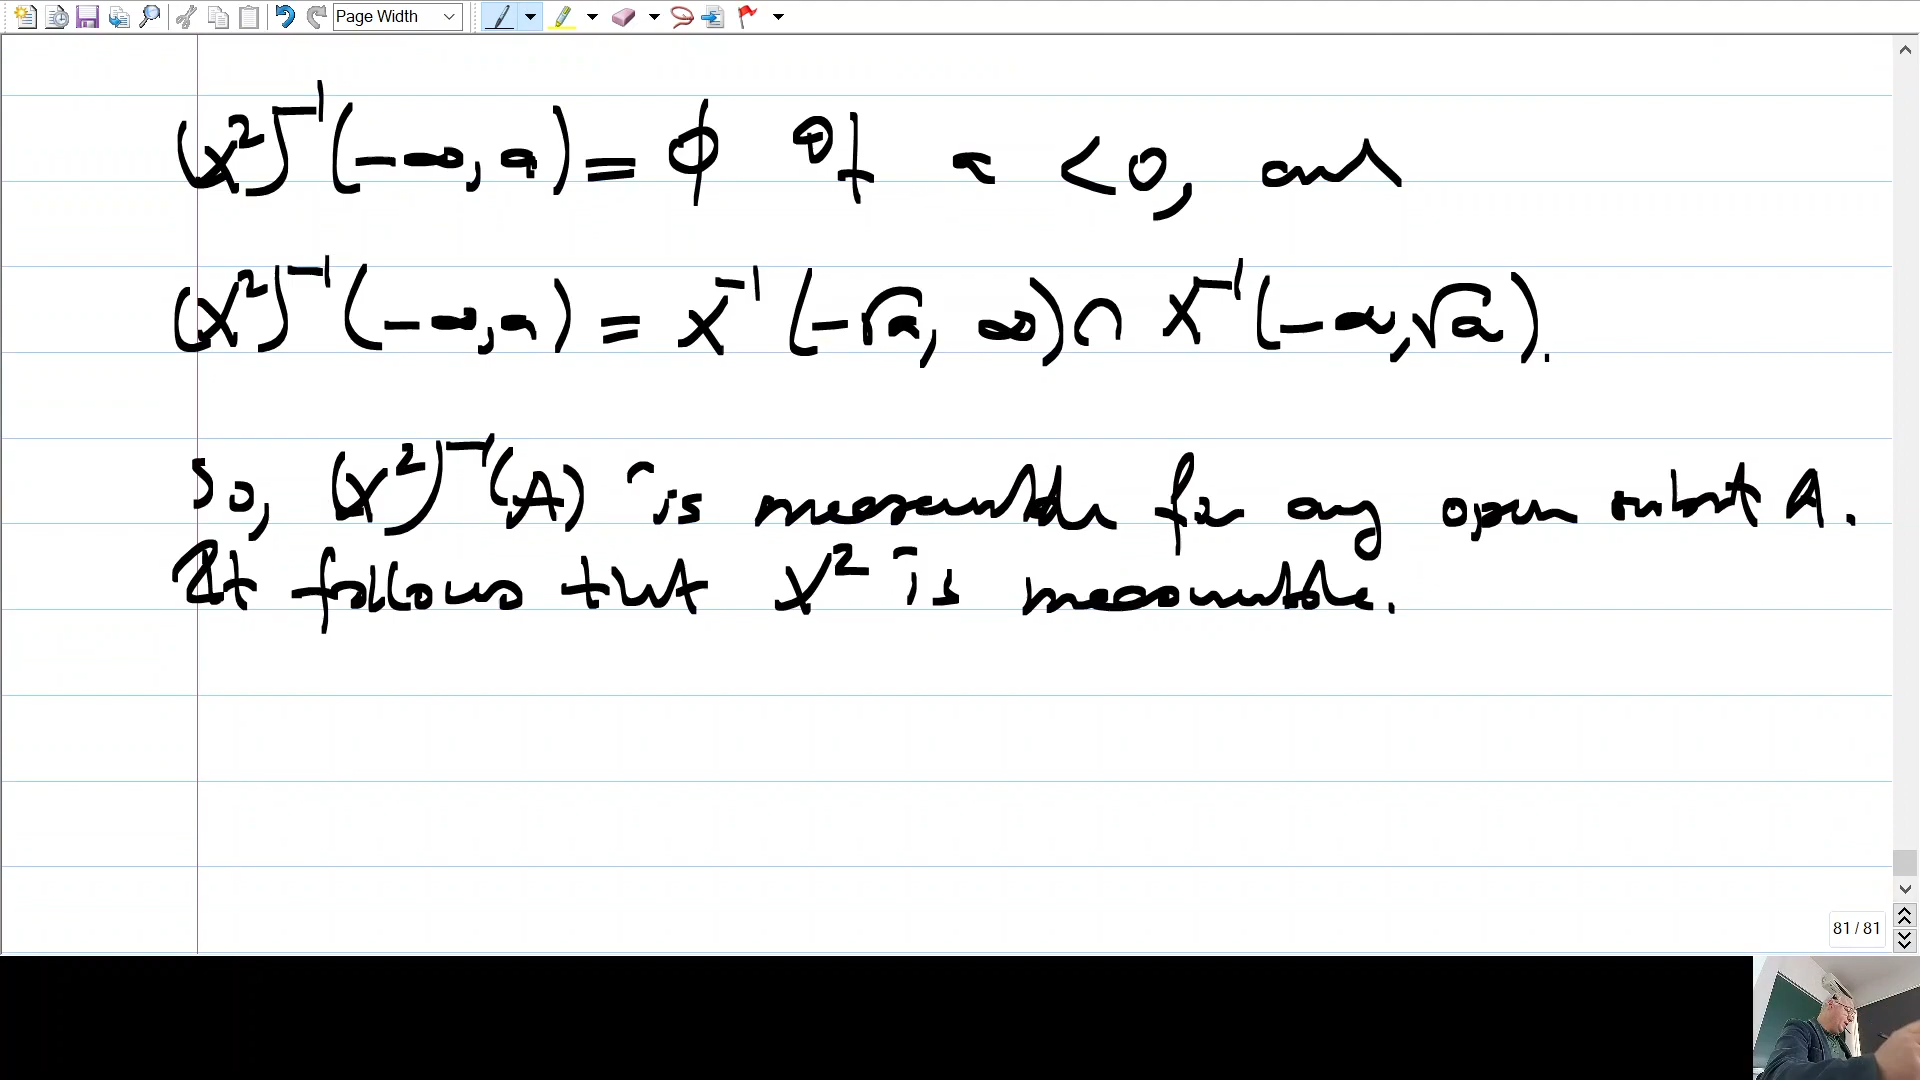 Page Width
(X²)⁻¹(-∞, a) = ϕ if a < 0, and
(X²)⁻¹(-∞, a) = X⁻¹(-√a, ∞) ∩ X⁻¹(-∞, √a).
So, (X²)⁻¹(A) is measurable for any open subset A.
It follows that X² is measurable.
81 / 81